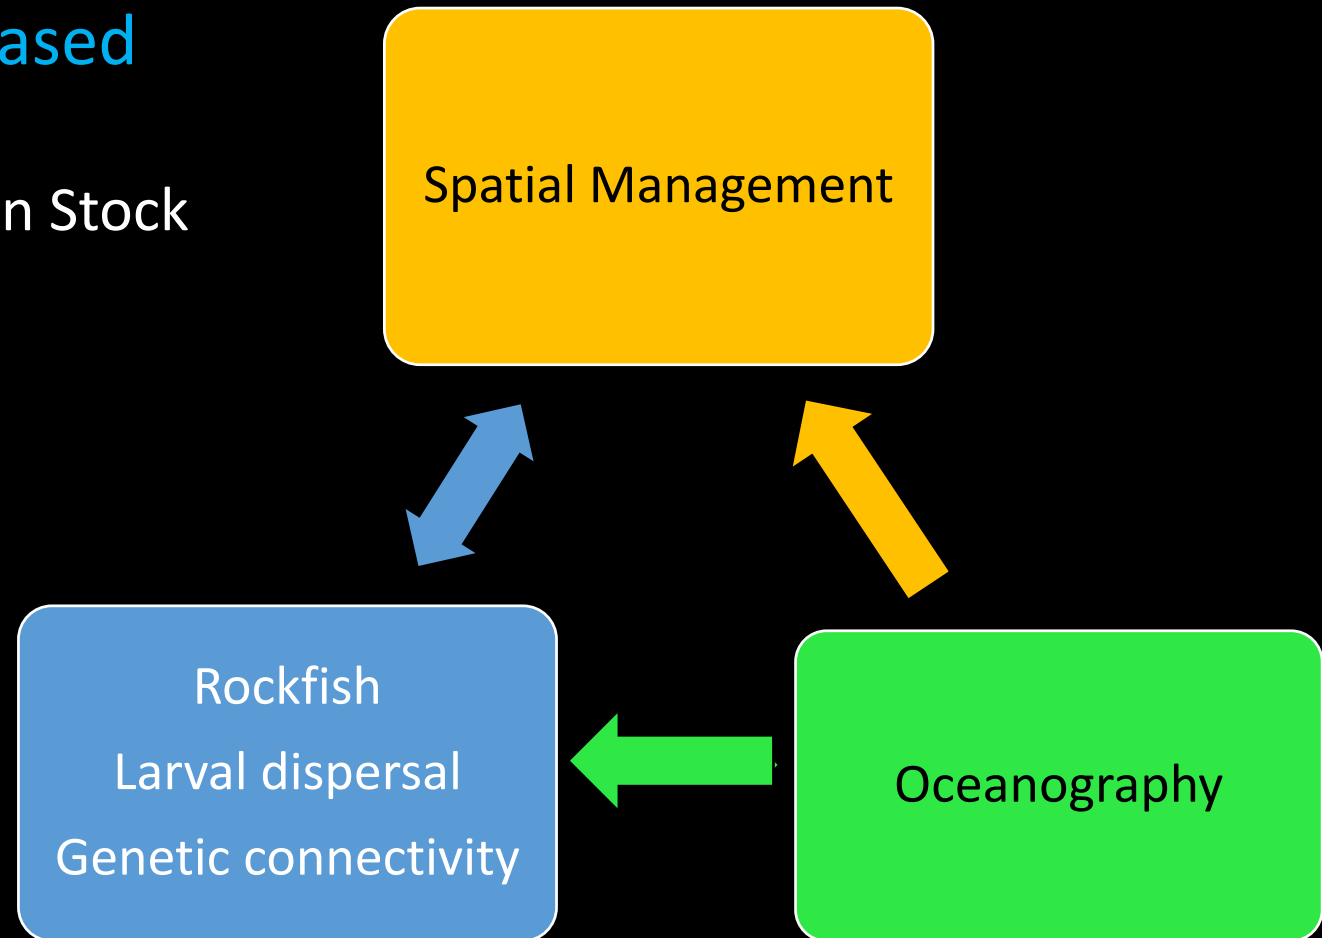 ased
n Stock
Spatial Management
Rockfish
Larval dispersal
Genetic connectivity
Oceanography